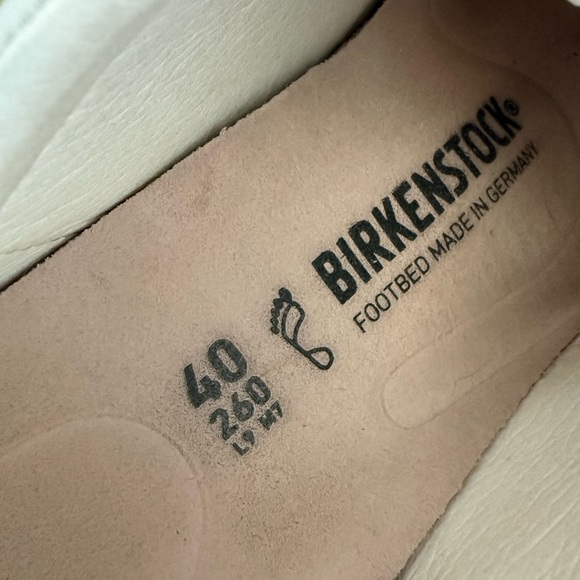 BIRKENSTOCK®
FOOTBED MADE IN GERMANY
40
260
L9 M7